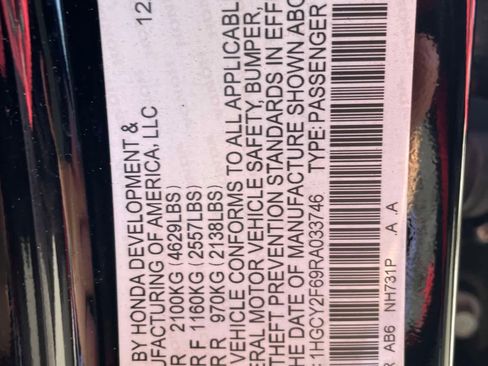 12
BY HONDA DEVELOPMENT &
UFACTURING OF AMERICA, LLC
R 2100KG (4629LBS)
R F 1160KG (2557LBS)
R R 970KG (2138LBS)
VEHICLE CONFORMS TO ALL APPLICABL
ERAL MOTOR VEHICLE SAFETY, BUMPER,
THEFT PREVENTION STANDARDS IN EFF
HE DATE OF MANUFACTURE SHOWN ABO
: 1HGCY2F69RA033746 TYPE: PASSENGER
R AB6 NH731P .A .A